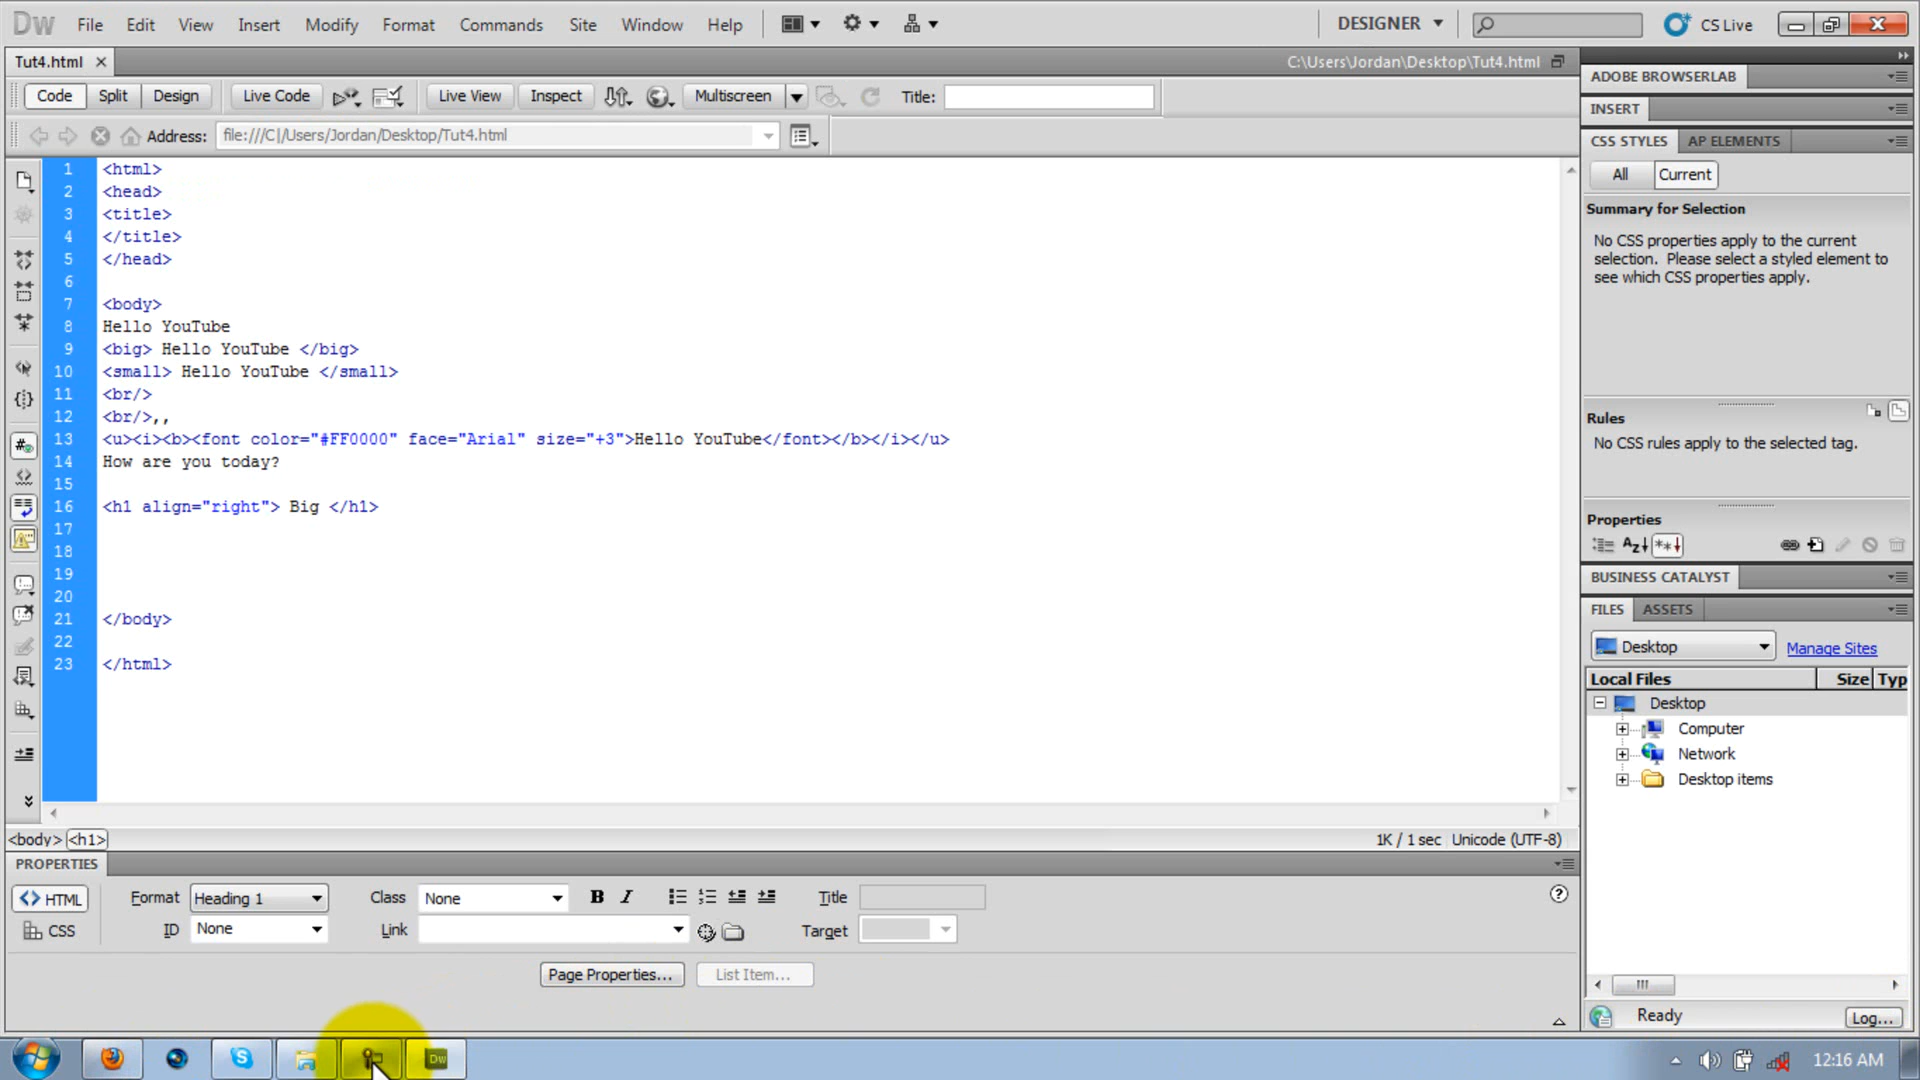 Dw File Edit View Insert Modify Format Commands Site Window Help DESIGNER CS Live
Tut4.html C:\Users\Jordan\Desktop\Tut4.html
Code Split Design Live Code Live View Inspect Multiscreen Title:
Address: file:///C|/Users/Jordan/Desktop/Tut4.html
1 <html>
2 <head>
3 <title>
4 </title>
5 </head>
6
7 <body>
8 Hello YouTube
9 <big> Hello YouTube </big>
10 <small> Hello YouTube </small>
11 <br/>
12 <br/>,,
13 <u><i><b><font color="#FF0000" face="Arial" size="+3">Hello YouTube</font></b></i></u>
14 How are you today?
15
16 <h1 align="right"> Big </h1>
17
18
19
20
21 </body>
22
23 </html>
<body> <h1> 1K / 1 sec Unicode (UTF-8)
PROPERTIES
<> HTML Format Heading 1 Class None B I Title
CSS ID None Link Target
Page Properties... List Item...
ADOBE BROWSERLAB
INSERT
CSS STYLES AP ELEMENTS
All Current
Summary for Selection
No CSS properties apply to the current
selection. Please select a styled element to
see which CSS properties apply.
Rules
No CSS rules apply to the selected tag.
Properties
BUSINESS CATALYST
FILES ASSETS
Desktop Manage Sites
Local Files Size Typ
Desktop
Computer
Network
Desktop items
Ready Log...
Dw 12:16 AM